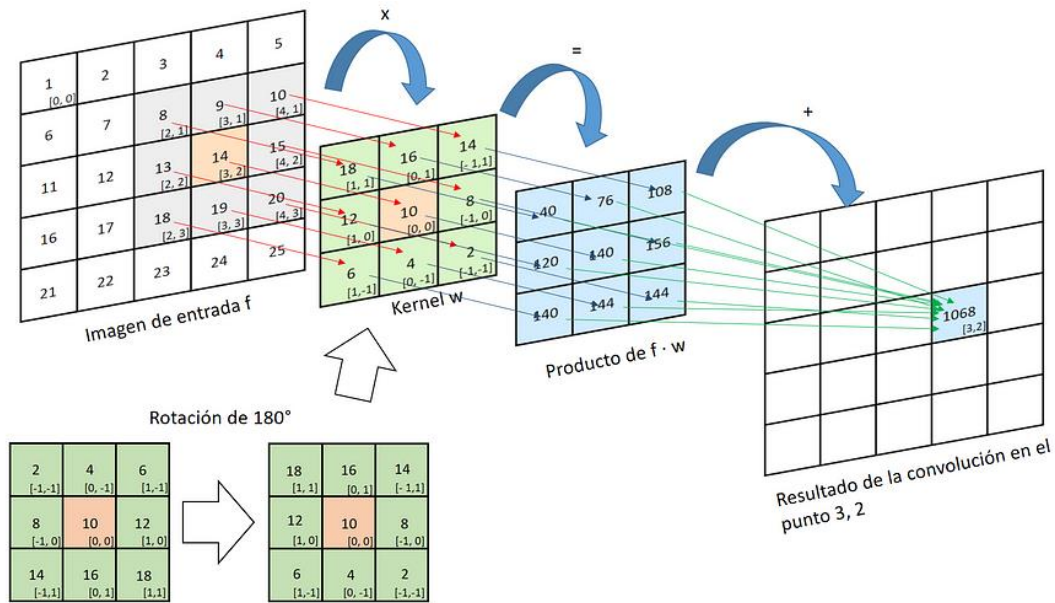 x
=
+
1 2 3 4 5
[0, 0]
6 7 8 9 10
[2, 1] [3, 1] [4, 1]
11 12 13 14 15
[2, 2] [3, 2] [4, 2]
16 17 18 19 20
[2, 3] [3, 3] [4, 3]
21 22 23 24 25
Imagen de entrada f
18 16 14
[1, 1] [0, 1] [- 1,1]
12 10 8
[1, 0] [0, 0] [-1, 0]
6 4 2
[1,-1] [0, -1] [-1,-1]
Kernel w
40 76 108
120 140 156
140 144 144
Producto de f · w
1068
[3,2]
Resultado de la convolución en el
punto 3, 2
Rotación de 180°
2 4 6
[-1,-1] [0, -1] [1,-1]
8 10 12
[-1, 0] [0, 0] [1, 0]
14 16 18
[-1,1] [0, 1] [1,1]
18 16 14
[1, 1] [0, 1] [- 1,1]
12 10 8
[1, 0] [0, 0] [-1, 0]
6 4 2
[1,-1] [0, -1] [-1,-1]